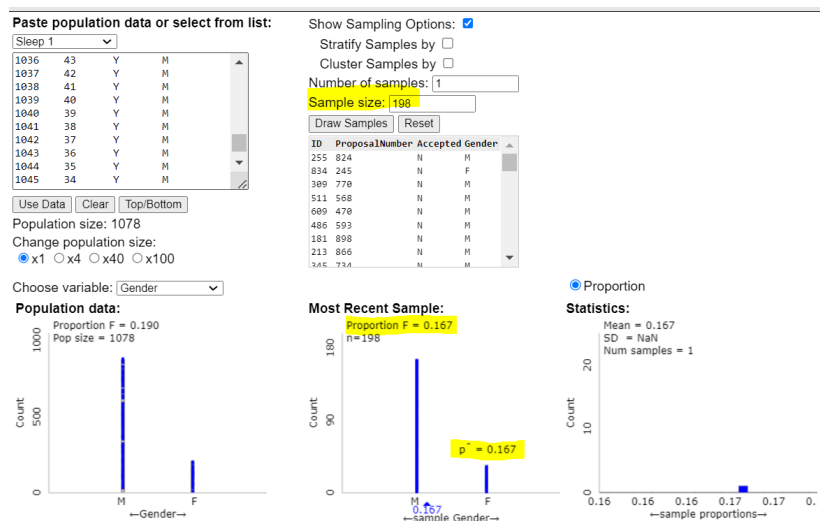 Paste population data or select from list:
Sleep 1
1036 43 Y M
1037 42 Y M
1038 41 Y M
1039 40 Y M
1040 39 Y M
1041 38 Y M
1042 37 Y M
1043 36 Y M
1044 35 Y M
1045 34 Y M
Use Data Clear Top/Bottom
Population size: 1078
Change population size:
x1 x4 x40 x100
Show Sampling Options:
Stratify Samples by
Cluster Samples by
Number of samples: 1
Sample size: 198
Draw Samples Reset
ID ProposalNumber Accepted Gender
255 824 N M
834 245 N F
309 770 N M
511 568 N M
609 470 N M
486 593 N M
181 898 N M
213 866 N M
345 734 N M
Choose variable: Gender
Proportion
Population data:
Proportion F = 0.190
Pop size = 1078
1000
500
0
Count
M F
←Gender→
Most Recent Sample:
Proportion F = 0.167
n=198
180
90
0
Count
p^ = 0.167
M F
0.167
←sample Gender→
Statistics:
Mean = 0.167
SD = NaN
Num samples = 1
20
10
0
Count
0.16 0.16 0.16 0.17 0.17 0.
←sample proportions→